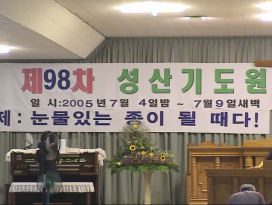 제98차 성산기도원
일 시:2005년 7월 4일밤 ~ 7월9일새벽
제 : 눈물있는 종이 될 때다!